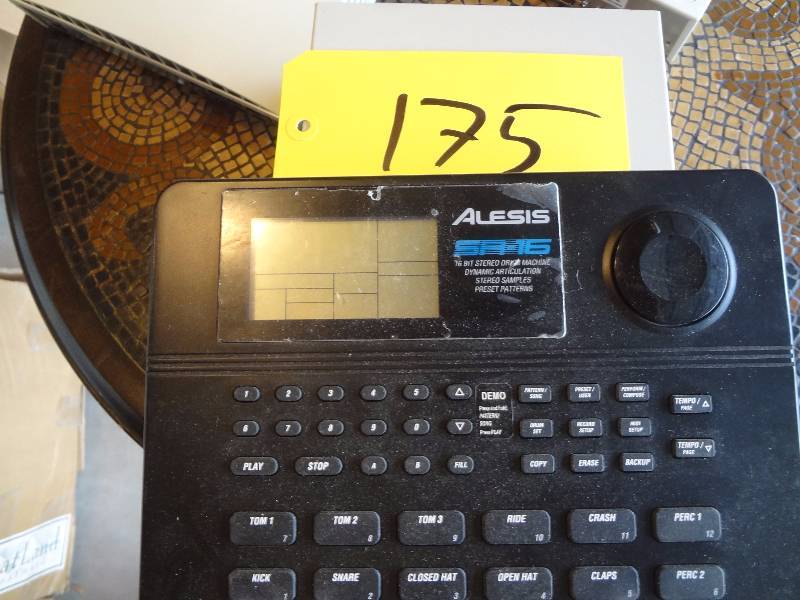 175
ALESIS
SR-16
16 BIT STEREO DRUM MACHINE
DYNAMIC ARTICULATION
STEREO SAMPLES
PRESET PATTERNS
1 2 3 4 5 △ DEMO PATTERN/SONG PRESET/USER PERFORM/COMPOSE
TEMPO/PAGE △
6 7 8 9 0 ▽ DRUM SET RECORD SETUP MIDI SETUP
TEMPO/PAGE ▽
Press PLAY
PLAY STOP A B FILL COPY ERASE BACKUP
TOM 1 7 TOM 2 8 TOM 3 9 RIDE 10 CRASH 11 PERC 1 12
KICK 1 SNARE 2 CLOSED HAT 3 OPEN HAT 4 CLAPS 5 PERC 2 6